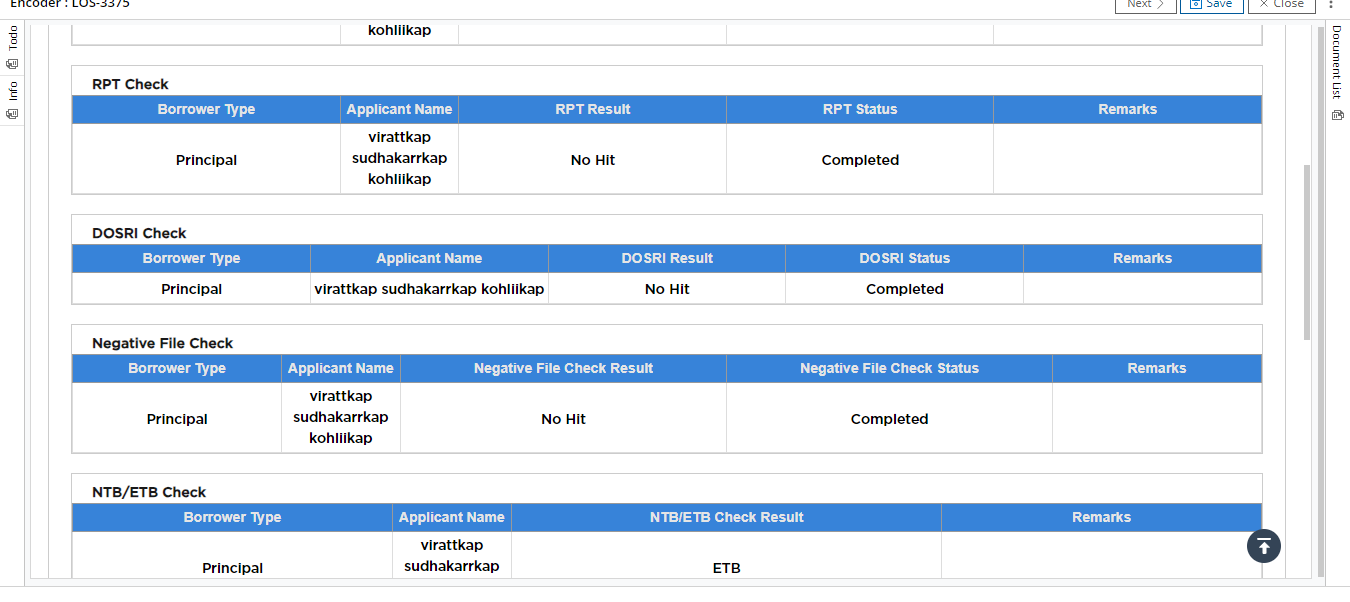 Encoder : LOS-3375
Next
Save
Close
Todo
Info
Document List
kohliikap
RPT Check
Borrower Type Applicant Name RPT Result RPT Status Remarks
virattkap
Principal sudhakarrkap No Hit Completed
kohliikap
DOSRI Check
Borrower Type Applicant Name DOSRI Result DOSRI Status Remarks
Principal virattkap sudhakarrkap kohliikap No Hit Completed
Negative File Check
Borrower Type Applicant Name Negative File Check Result Negative File Check Status Remarks
virattkap
Principal sudhakarrkap No Hit Completed
kohliikap
NTB/ETB Check
Borrower Type Applicant Name NTB/ETB Check Result Remarks
virattkap
sudhakarrkap
Principal ETB